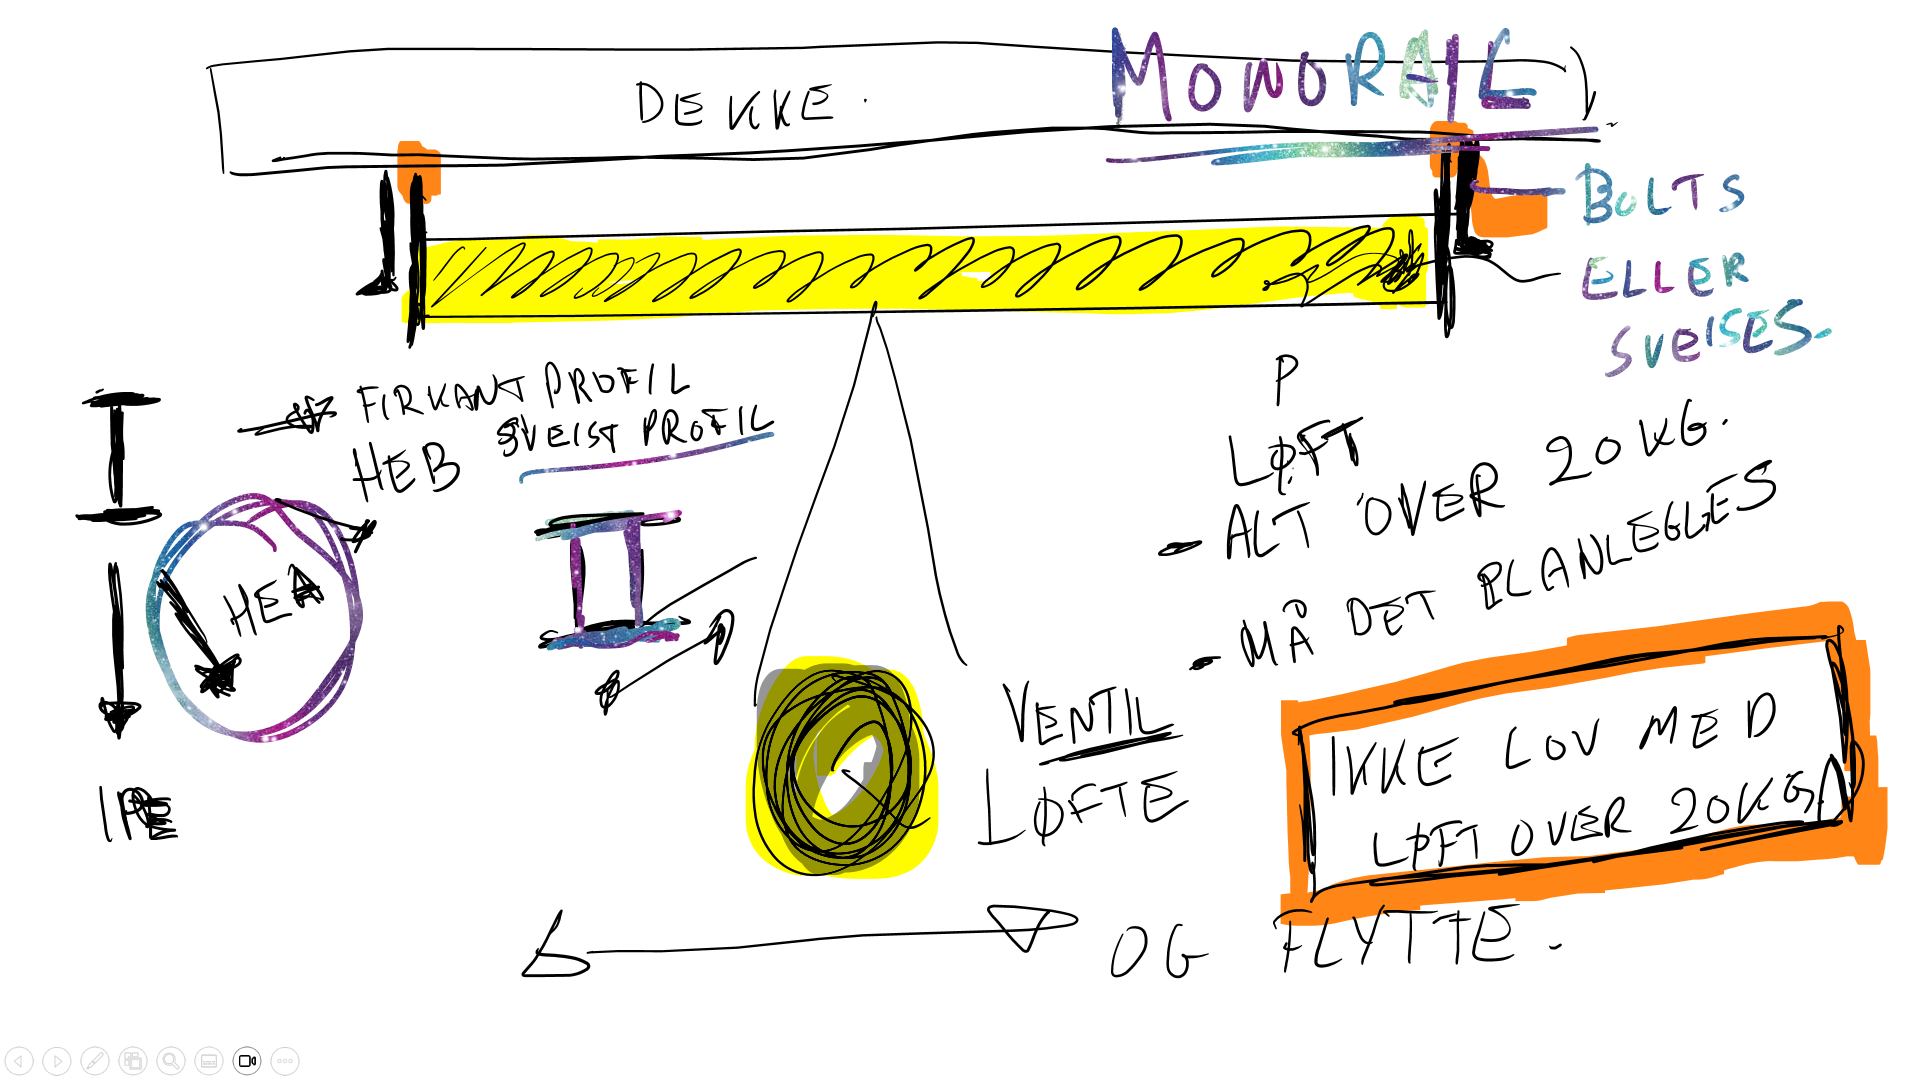 MONORAIL
DEKKE.
BOLTS
ELLER
SVEISES.
FIRKANT PROFIL
HEB SVEIST PROFIL
HEA
IPE
P
LØFT
- ALT OVER 20 KG.
- MÅ DET PLANLEGGES
VENTIL
LØFTE
IKKE LOV MED
LØFT OVER 20KG.
OG FLYTTE.